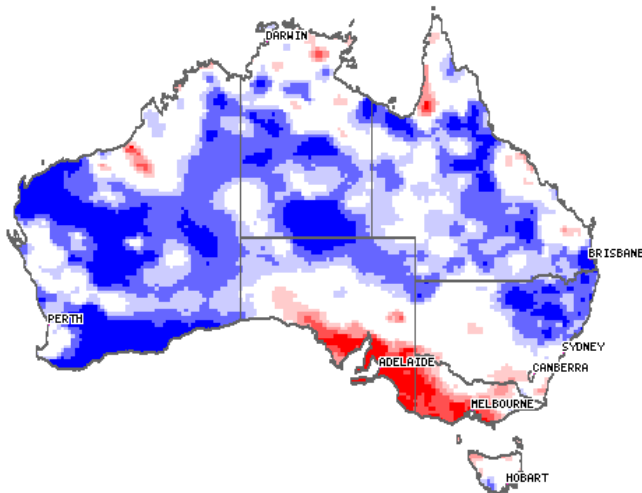 DARWIN
BRISBANE
PERTH
SYDNEY
ADELAIDE
CANBERRA
MELBOURNE
HOBART